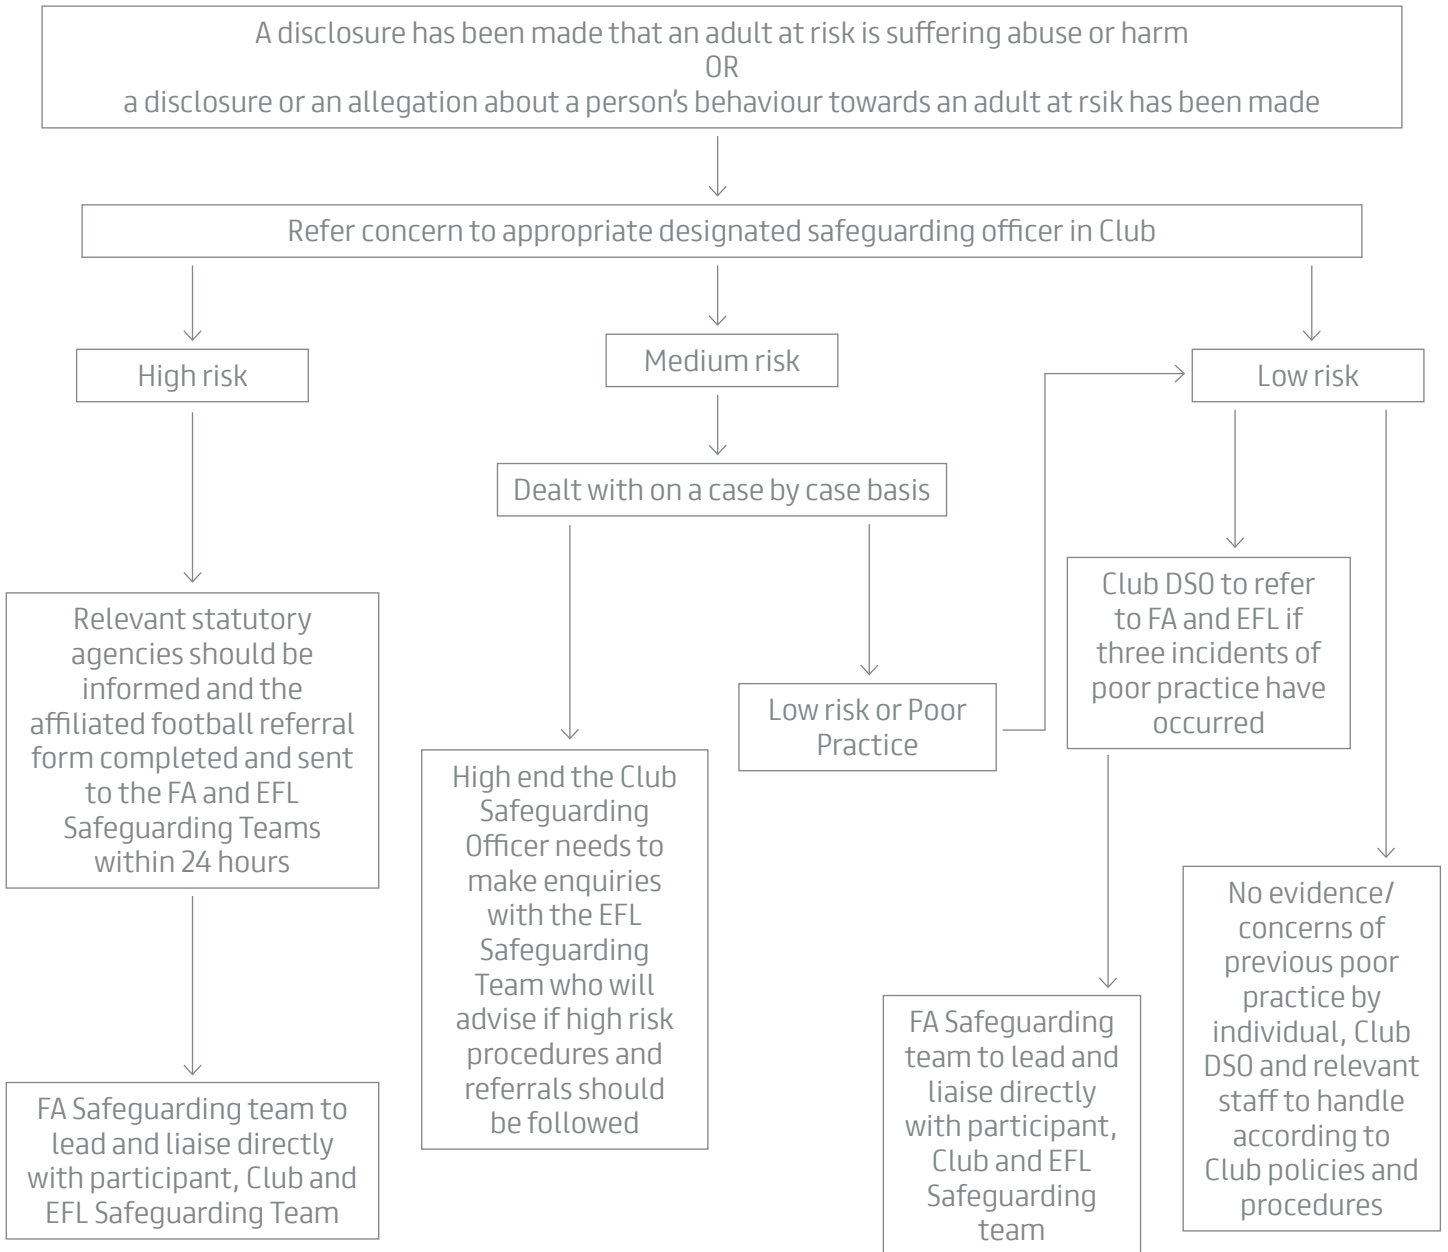 A disclosure has been made that an adult at risk is suffering abuse or harm
OR
a disclosure or an allegation about a person's behaviour towards an adult at rsik has been made
Refer concern to appropriate designated safeguarding officer in Club
High risk
Medium risk
Low risk
Dealt with on a case by case basis
Relevant statutory
agencies should be
informed and the
affiliated football referral
form completed and sent
to the FA and EFL
Safeguarding Teams
within 24 hours
High end the Club
Safeguarding
Officer needs to
make enquiries
with the EFL
Safeguarding
Team who will
advise if high risk
procedures and
referrals should
be followed
Low risk or Poor
Practice
Club DSO to refer
to FA and EFL if
three incidents of
poor practice have
occurred
No evidence/
concerns of
previous poor
practice by
individual, Club
DSO and relevant
staff to handle
according to
Club policies and
procedures
FA Safeguarding team to
lead and liaise directly
with participant, Club and
EFL Safeguarding Team
FA Safeguarding
team to lead and
liaise directly
with participant,
Club and EFL
Safeguarding
team